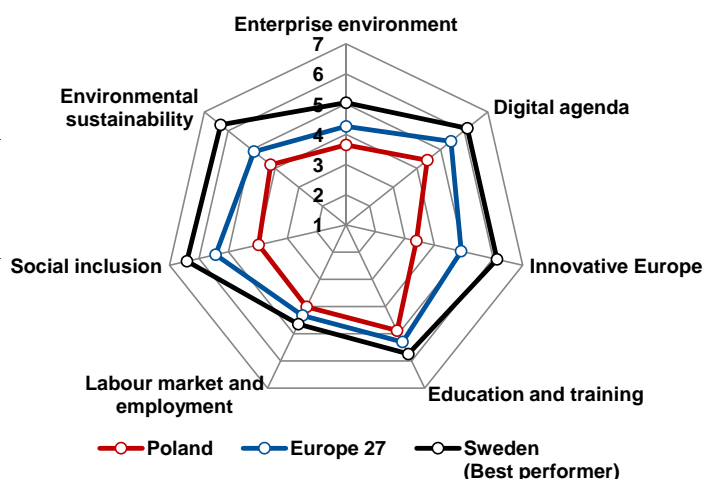 Enterprise environment
7
6
5
4
3
2
1
Environmental
sustainability
Digital agenda
Social inclusion
Innovative Europe
Labour market and
employment
Education and training
Poland
Europe 27
Sweden
(Best performer)